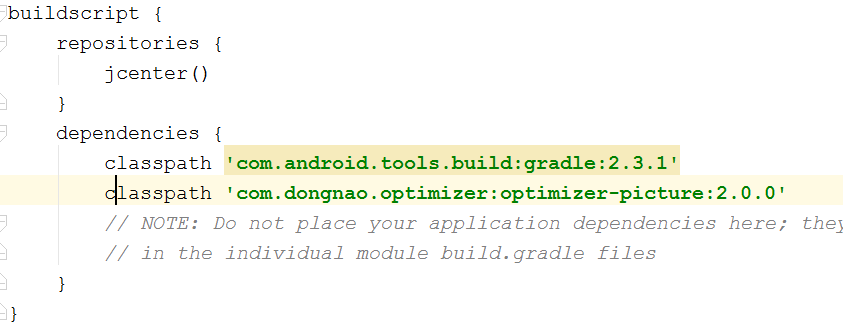 buildscript {
    repositories {
        jcenter()
    }
    dependencies {
        classpath 'com.android.tools.build:gradle:2.3.1'
        classpath 'com.dongnao.optimizer:optimizer-picture:2.0.0'
        // NOTE: Do not place your application dependencies here; they
        // in the individual module build.gradle files
    }
}